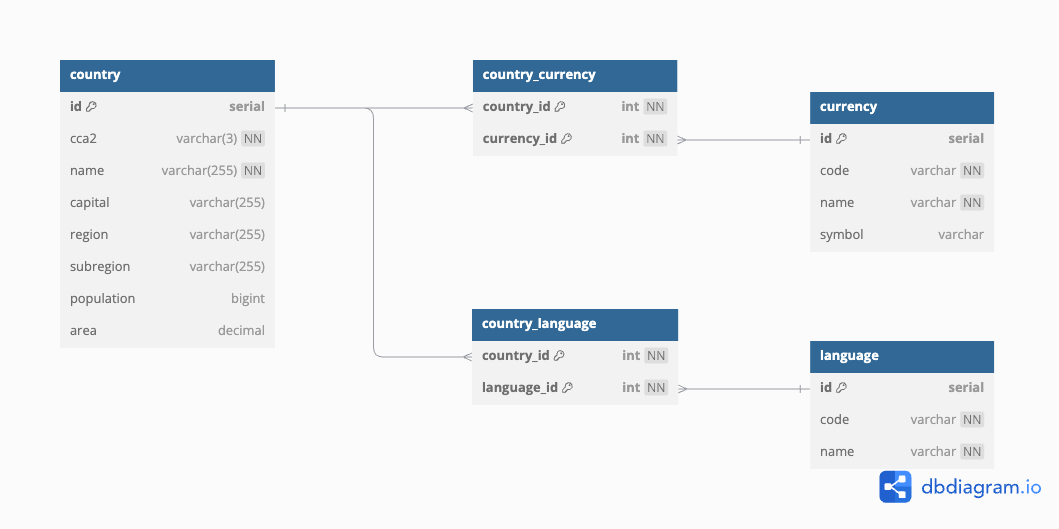 country
id serial
cca2 varchar(3) NN
name varchar(255) NN
capital varchar(255)
region varchar(255)
subregion varchar(255)
population bigint
area decimal
country_currency
country_id int NN
currency_id int NN
currency
id serial
code varchar NN
name varchar NN
symbol varchar
country_language
country_id int NN
language_id int NN
language
id serial
code varchar NN
name varchar NN
dbdiagram.io